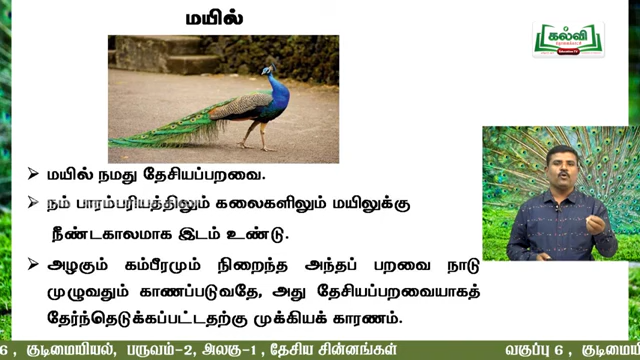 மயில்
கல்வி
Education TV
➢ மயில் நமது தேசியப்பறவை.
➢ நம் பாரம்பரியத்திலும் கலைகளிலும் மயிலுக்கு
நீண்டகாலமாக இடம் உண்டு.
➢ அழகும் கம்பீரமும் நிறைந்த அந்தப் பறவை நாடு
முழுவதும் காணப்படுவதே, அது தேசியப்பறவையாகத்
தேர்ந்தெடுக்கப்பட்டதற்கு முக்கியக் காரணம்.
6 , குடிமையியல், பருவம்-2, அலகு-1 , தேசிய சின்னங்கள் வகுப்பு 6 , குடிமை